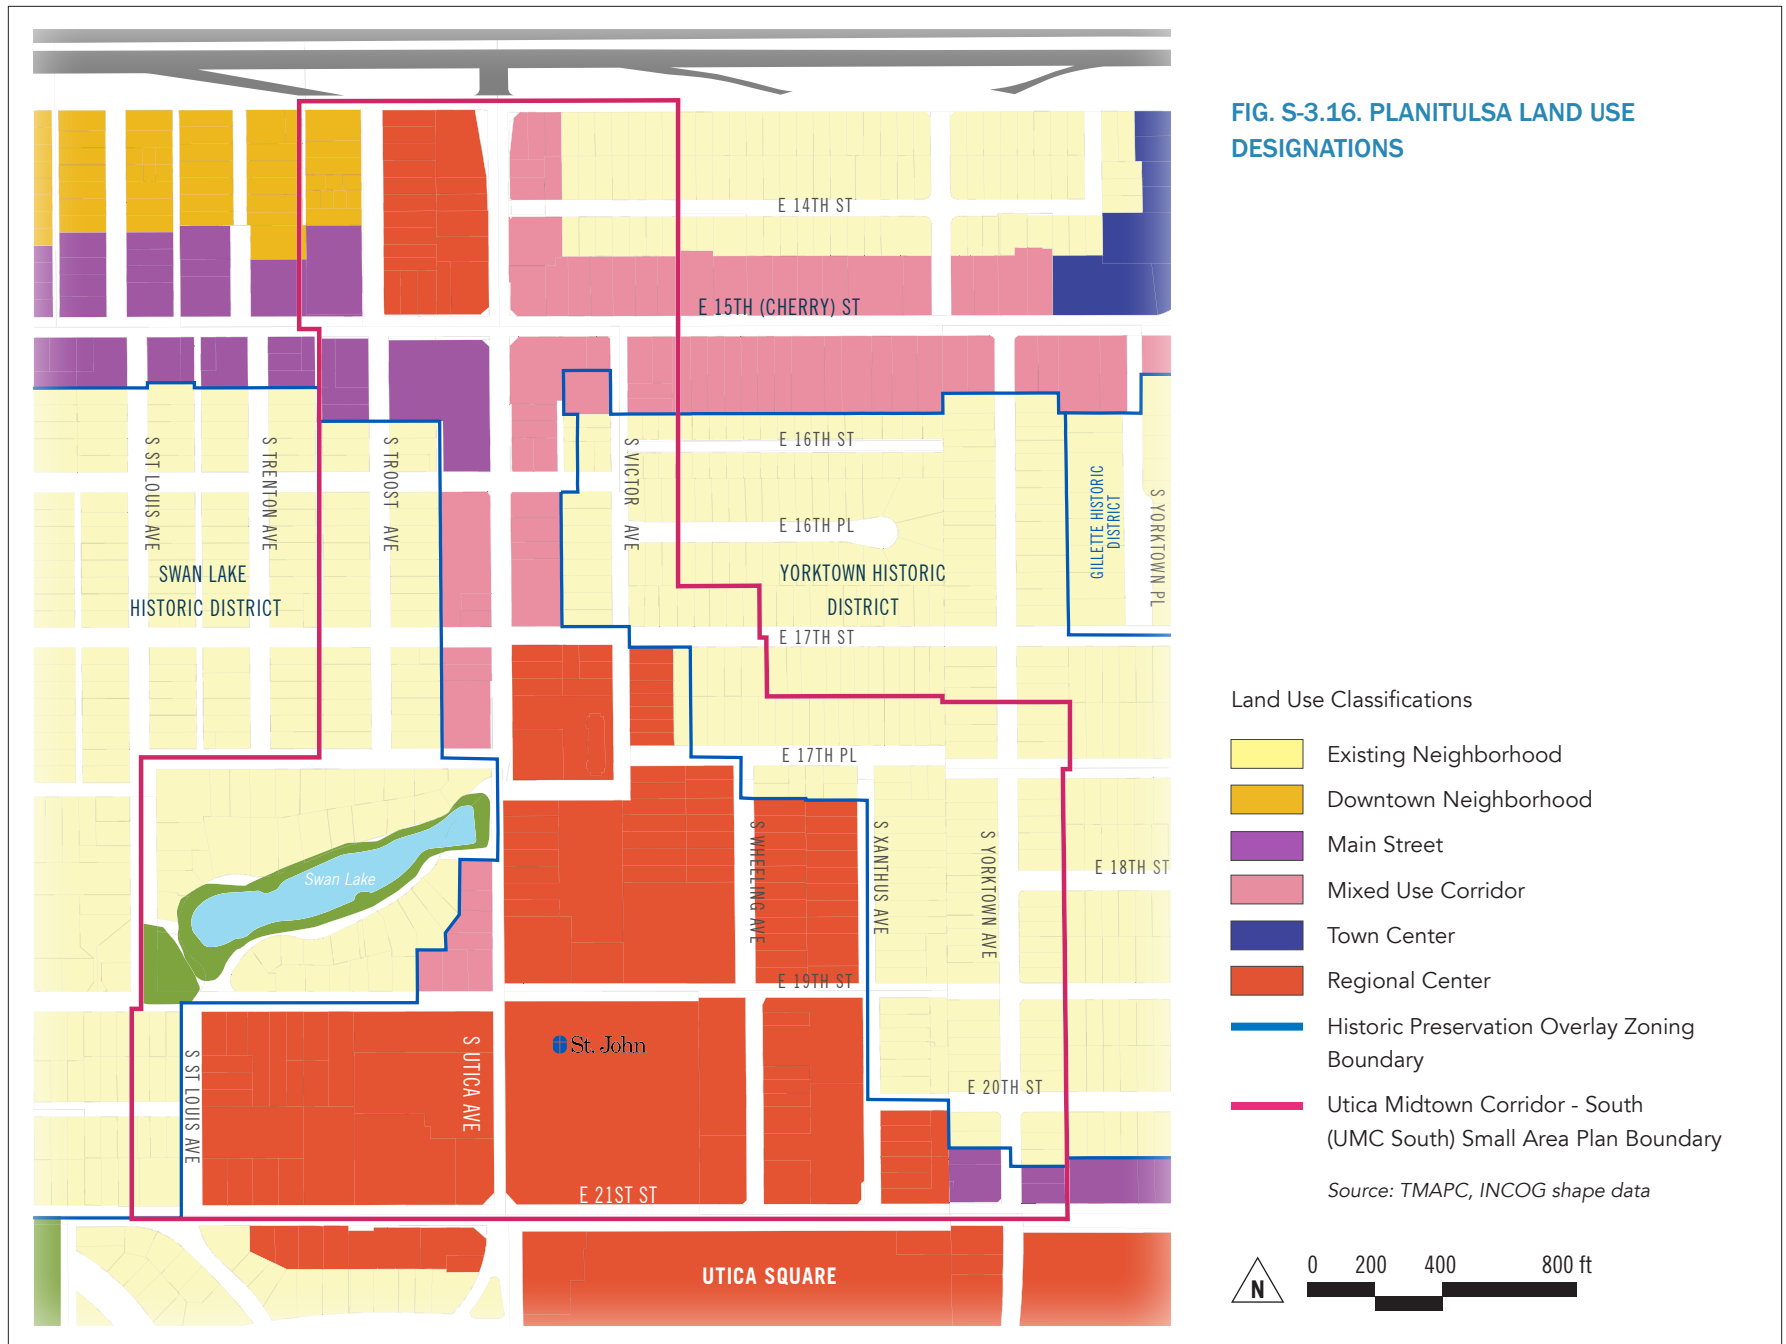 FIG. S-3.16. PLANITULSA LAND USE
DESIGNATIONS
E 14TH ST
E 15TH (CHERRY) ST
E 16TH ST
E 16TH PL
S ST LOUIS AVE
S TRENTON AVE
S TROOST AVE
S VICTOR AVE
GILLETTE HISTORIC
DISTRICT
S YORKTOWN PL
SWAN LAKE
HISTORIC DISTRICT
YORKTOWN HISTORIC
DISTRICT
E 17TH ST
E 17TH PL
Swan Lake
S WHEELING AVE
S XANTHUS AVE
S YORKTOWN AVE
E 18TH ST
E 19TH ST
St. John
S ST LOUIS AVE
S UTICA AVE
E 20TH ST
E 21ST ST
UTICA SQUARE
Land Use Classifications
Existing Neighborhood
Downtown Neighborhood
Main Street
Mixed Use Corridor
Town Center
Regional Center
Historic Preservation Overlay Zoning
Boundary
Utica Midtown Corridor - South
(UMC South) Small Area Plan Boundary
Source: TMAPC, INCOG shape data
N
0 200 400 800 ft